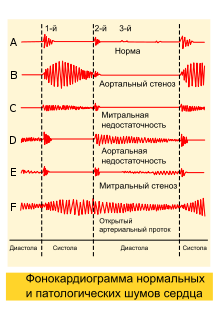 1-й 2-й 3-й
A
Норма
B
Аортальный стеноз
C
Митральная
недостаточность
D
Аортальная
недостаточность
E
Митральный стеноз
F
Открытый
артериальный проток
Диастола Систола Диастола Систола
Фонокардиограмма нормальных
и патологических шумов сердца